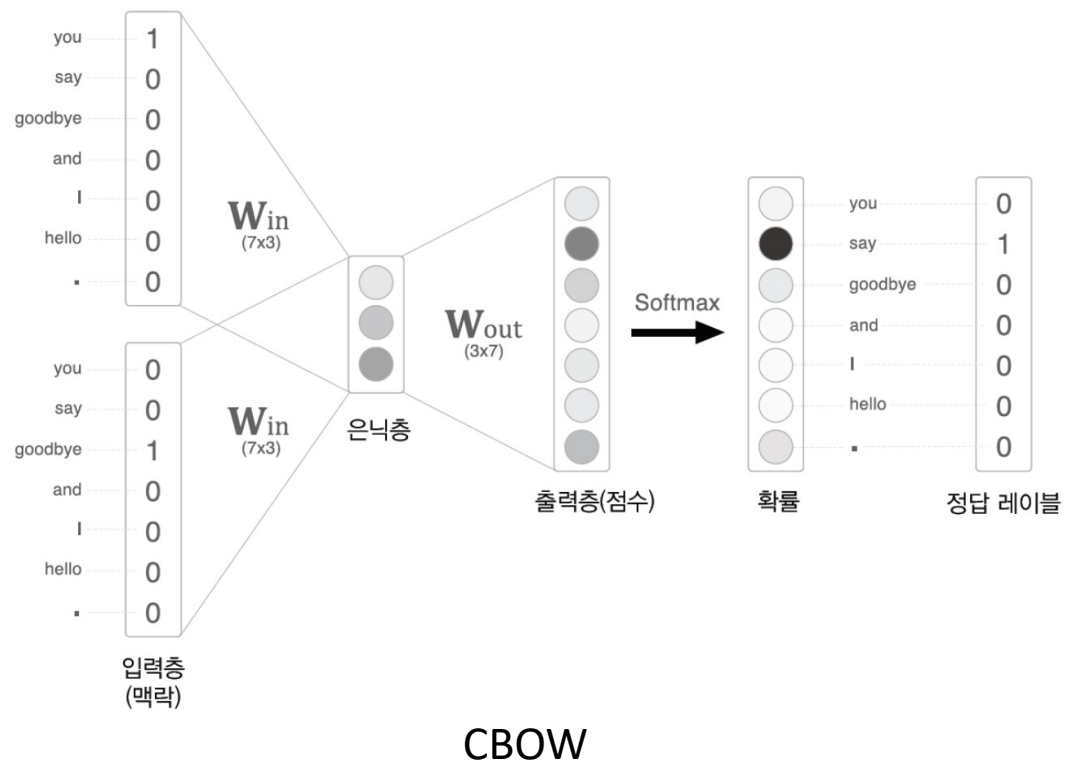 you 1
say 0
goodbye 0
and 0
I 0
hello 0
. 0
Win
(7x3)
you 0
say 0
goodbye 1
and 0
I 0
hello 0
. 0
Win
(7x3)
입력층
(맥락)
은닉층
Wout
(3x7)
출력층(점수)
Softmax
확률
you 0
say 1
goodbye 0
and 0
I 0
hello 0
. 0
정답 레이블
CBOW